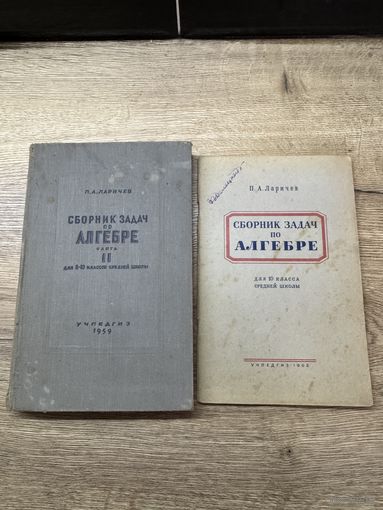 П.А.ЛАРИЧЕВ
СБОРНИК ЗАДАЧ
ПО
АЛГЕБРЕ
ЧАСТЬ
II
ДЛЯ 8-10 КЛАССОВ СРЕДНЕЙ ШКОЛЫ
УЧПЕДГИЗ
1959
П. А. Ларичев
СБОРНИК ЗАДАЧ
ПО
АЛГЕБРЕ
ДЛЯ 10 КЛАССА
СРЕДНЕЙ ШКОЛЫ
УЧПЕДГИЗ